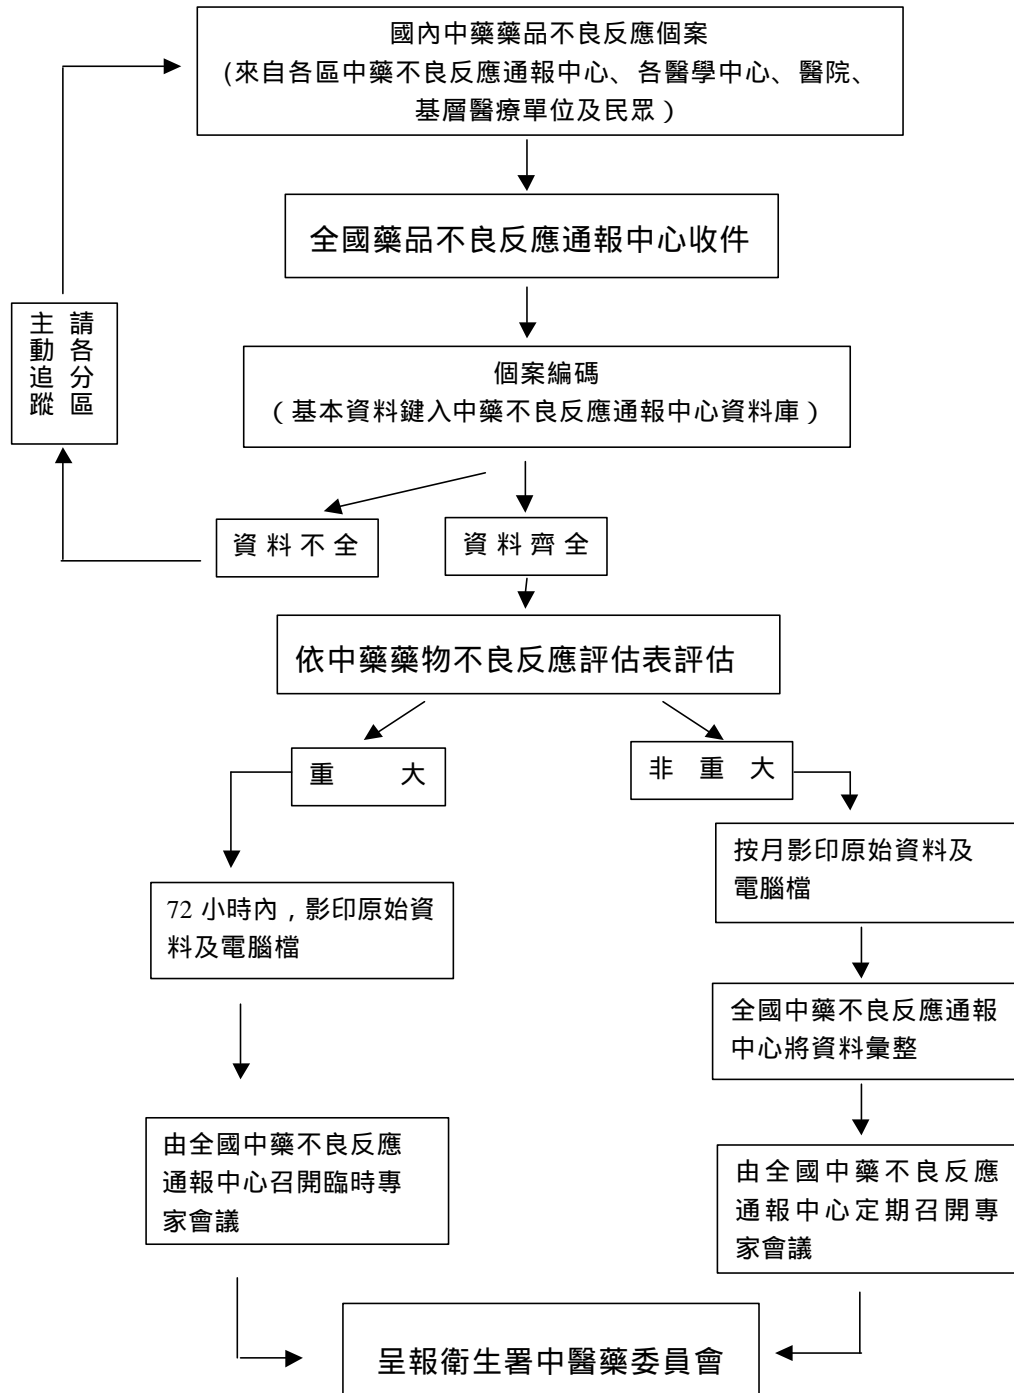 國內中藥藥品不良反應個案
(來自各區中藥不良反應通報中心、各醫學中心、醫院、
基層醫療單位及民眾）
全國藥品不良反應通報中心收件
請各分區
主動追蹤
個案編碼
（基本資料鍵入中藥不良反應通報中心資料庫）
資料不全
資料齊全
依中藥藥物不良反應評估表評估
重 大
非 重 大
72 小時內，影印原始資
料及電腦檔
按月影印原始資料及
電腦檔
全國中藥不良反應通報
中心將資料彙整
由全國中藥不良反應
通報中心召開臨時專
家會議
由全國中藥不良反應
通報中心定期召開專
家會議
呈報衛生署中醫藥委員會